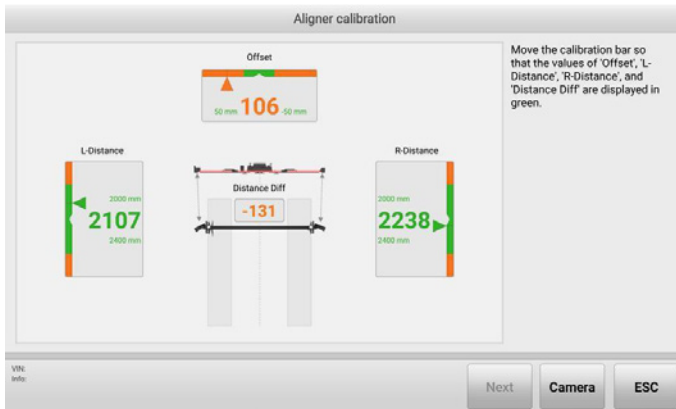 Aligner calibration
Offset
50 mm 106 -50 mm
Move the calibration bar so
that the values of 'Offset', 'L-
Distance', 'R-Distance', and
'Distance Diff' are displayed in
green.
L-Distance
2000 mm
2107
2400 mm
Distance Diff
-131
R-Distance
2000 mm
2238
2400 mm
VIN:
Info:
Next
Camera
ESC